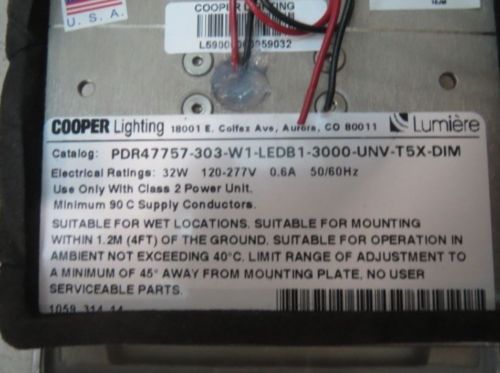 U.S.A.
COOPER LIGHTING
COOPER Lighting 18001 E. Colfax Ave, Aurora, CO 80011 Lumière
Catalog: PDR47757-303-W1-LEDB1-3000-UNV-T5X-DIM
Electrical Ratings: 32W 120-277V 0.6A 50/60Hz
Use Only With Class 2 Power Unit.
Minimum 90 C Supply Conductors.
SUITABLE FOR WET LOCATIONS. SUITABLE FOR MOUNTING
WITHIN 1.2M (4FT) OF THE GROUND. SUITABLE FOR OPERATION IN
AMBIENT NOT EXCEEDING 40°C. LIMIT RANGE OF ADJUSTMENT TO
A MINIMUM OF 45° AWAY FROM MOUNTING PLATE. NO USER
SERVICEABLE PARTS.